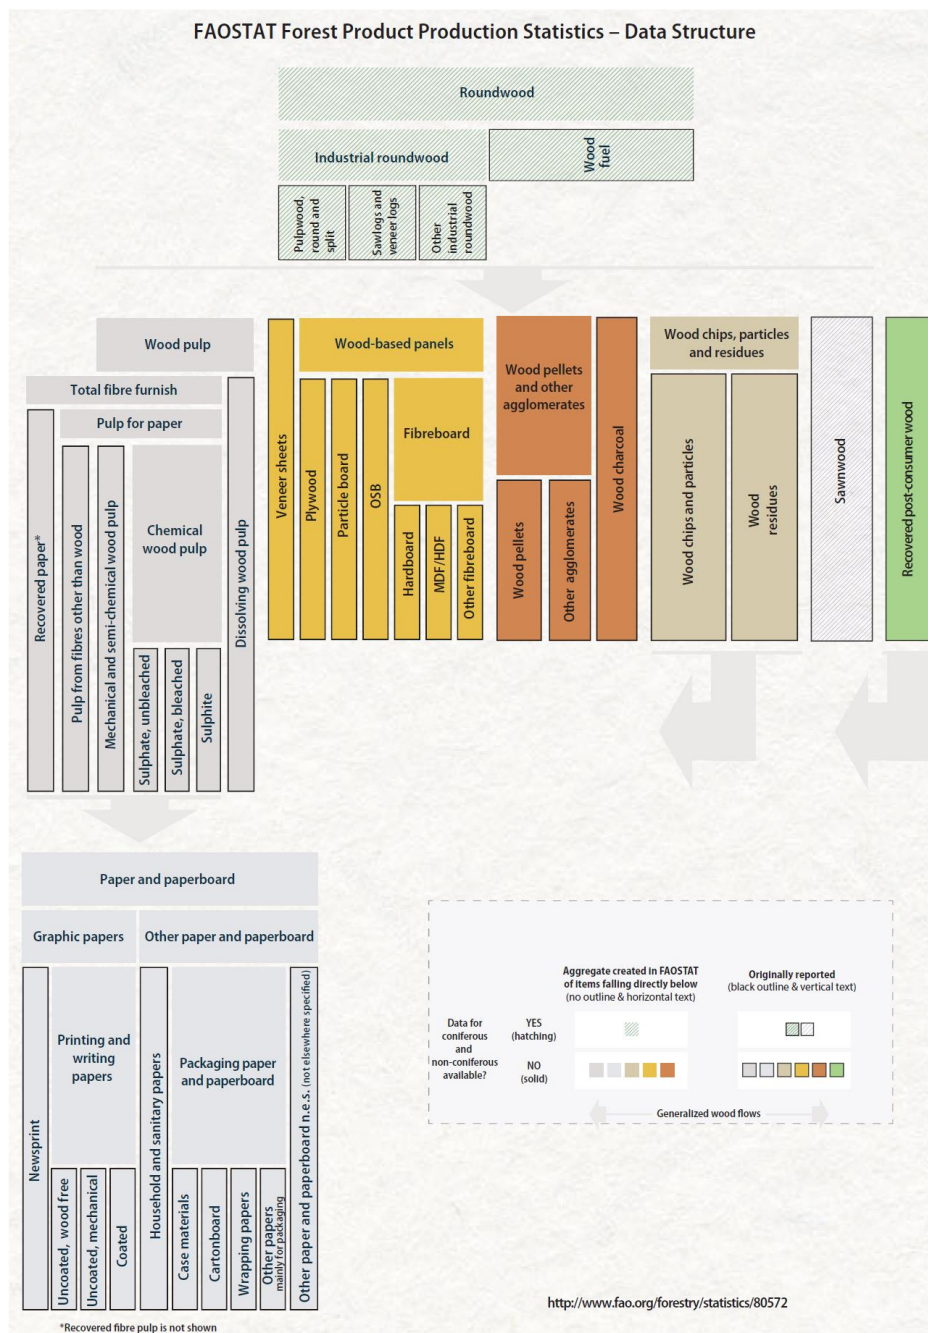 FAOSTAT Forest Product Production Statistics – Data Structure
Roundwood
Industrial roundwood
Wood
fuel
Pulpwood,
round and
split
Sawlogs and
veneer logs
Other
industrial
roundwood
Wood pulp
Total fibre furnish
Pulp for paper
Recovered paper*
Pulp from fibres other than wood
Mechanical and semi-chemical wood pulp
Chemical
wood pulp
Sulphate, unbleached
Sulphate, bleached
Sulphite
Dissolving wood pulp
Veneer sheets
Wood-based panels
Plywood
Particle board
OSB
Fibreboard
Hardboard
MDF/HDF
Other fibreboard
Wood pellets
and other
agglomerates
Wood pellets
Other agglomerates
Wood charcoal
Wood chips, particles
and residues
Wood chips and particles
Wood
residues
Sawnwood
Recovered post-consumer wood
Paper and paperboard
Graphic papers
Other paper and paperboard
Newsprint
Printing and
writing
papers
Uncoated, wood free
Uncoated, mechanical
Coated
Household and sanitary papers
Packaging paper
and paperboard
Case materials
Cartonboard
Wrapping papers
Other papers
mainly for packaging
Other paper and paperboard n.e.s. (not elsewhere specified)
Aggregate created in FAOSTAT
of items falling directly below
(no outline & horizontal text)
Originally reported
(black outline & vertical text)
Data for
coniferous
and
non-coniferous
available?
YES
(hatching)
NO
(solid)
Generalized wood flows
http://www.fao.org/forestry/statistics/80572
*Recovered fibre pulp is not shown